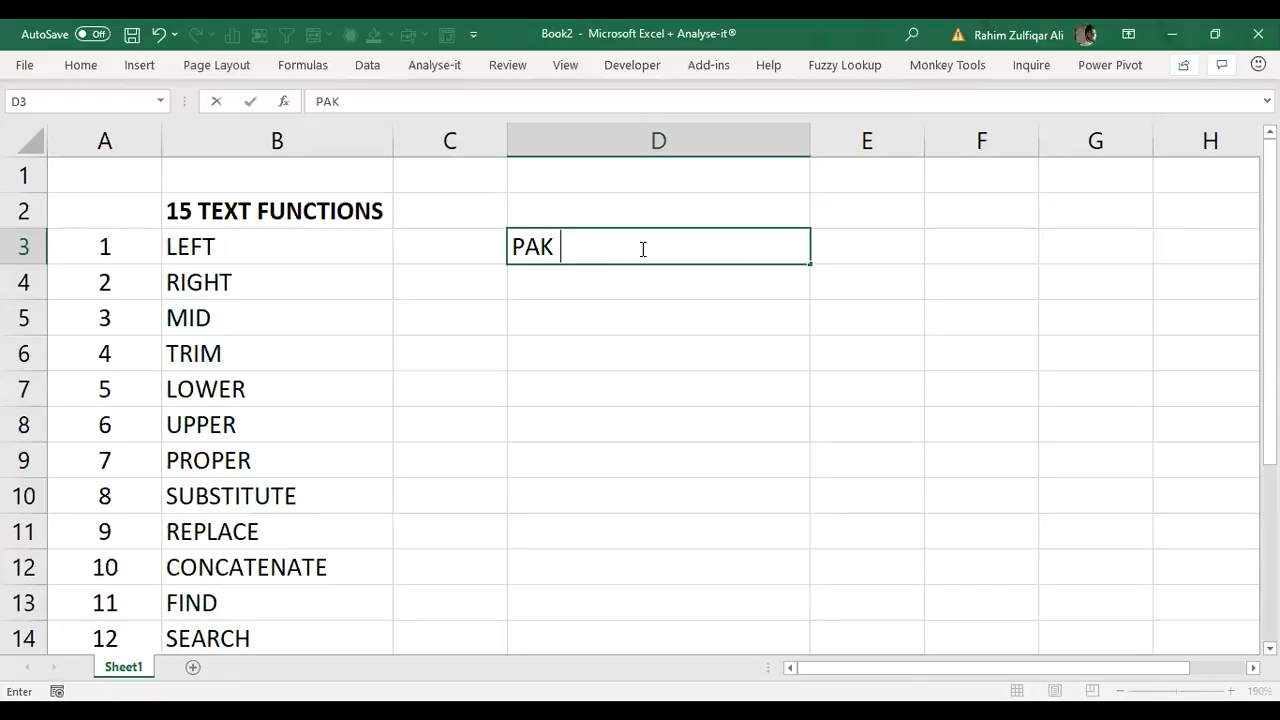 AutoSave Off Book2 - Microsoft Excel + Analyse-it® Rahim Zulfiqar Ali
File Home Insert Page Layout Formulas Data Analyse-it Review View Developer Add-ins Help Fuzzy Lookup Monkey Tools Inquire Power Pivot
D3 fx PAK
A B C D E F G H
1
2 15 TEXT FUNCTIONS
3 1 LEFT PAK
4 2 RIGHT
5 3 MID
6 4 TRIM
7 5 LOWER
8 6 UPPER
9 7 PROPER
10 8 SUBSTITUTE
11 9 REPLACE
12 10 CONCATENATE
13 11 FIND
14 12 SEARCH
Sheet1
Enter 190%